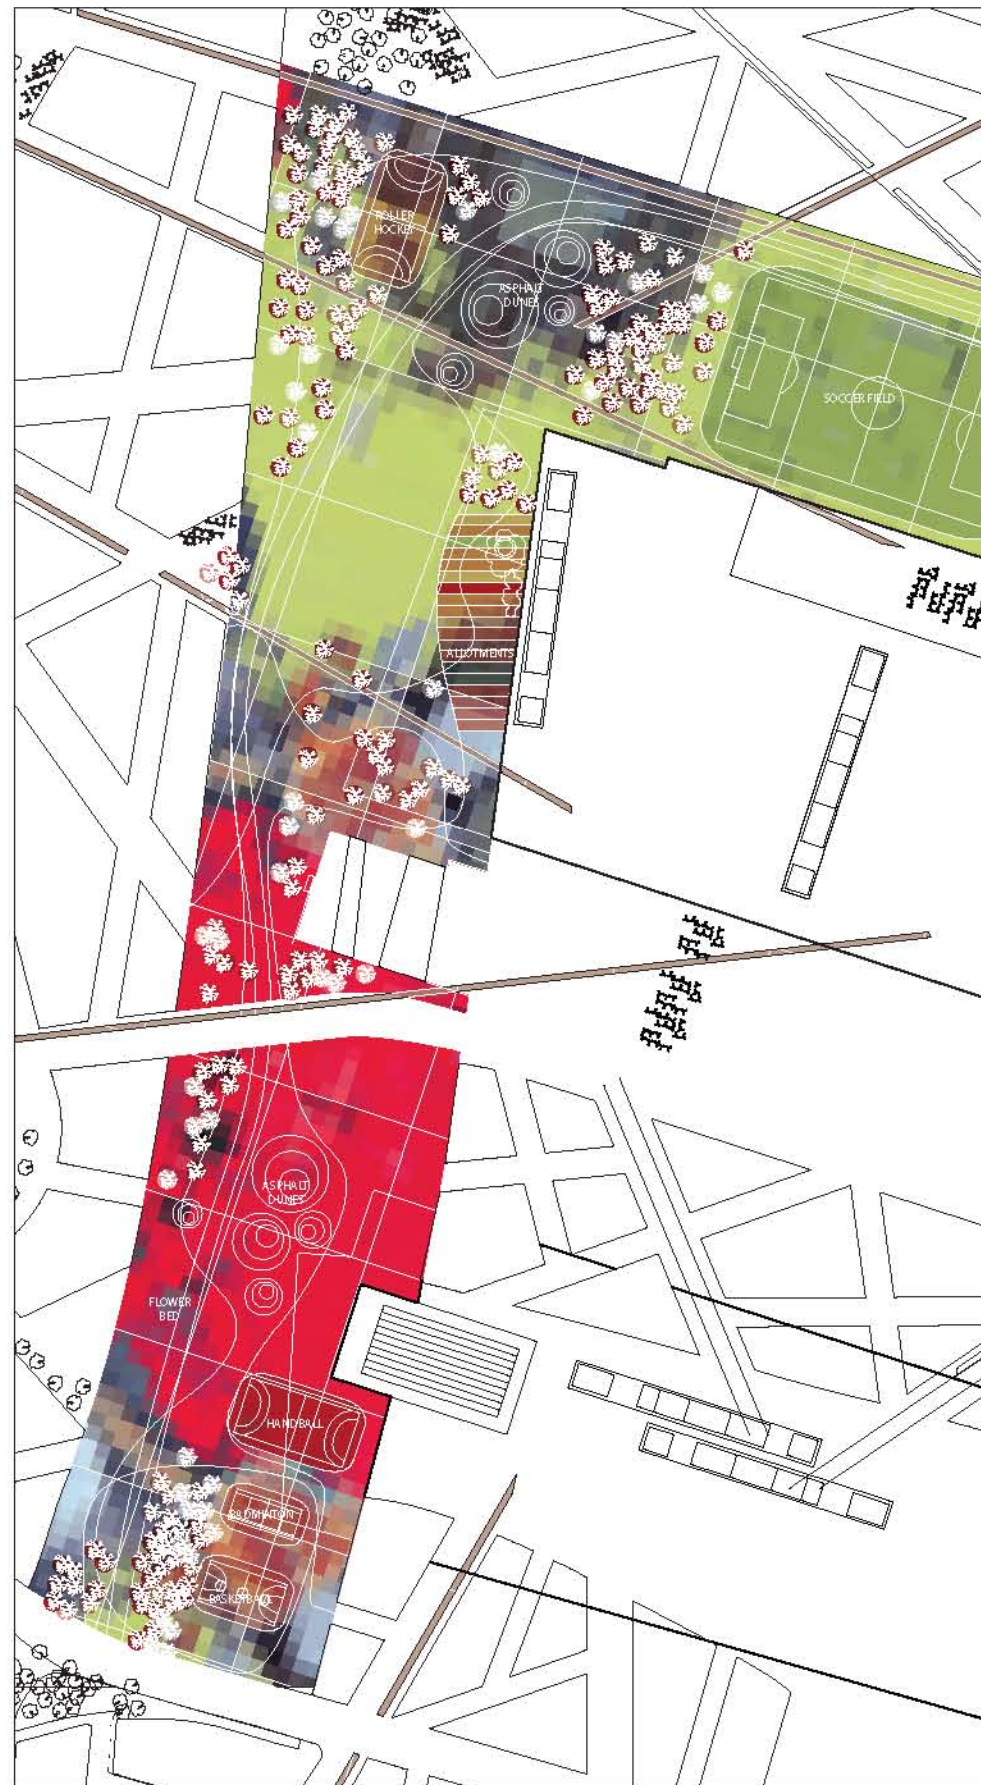 ROLLER
HOCKEY
ASPHALT
DUNES
SOCCER FIELD
ALLOTMENTS
ASPHALT
DUNES
FLOWER
BED
HANDBALL
BADMINTON
BASKETBALL